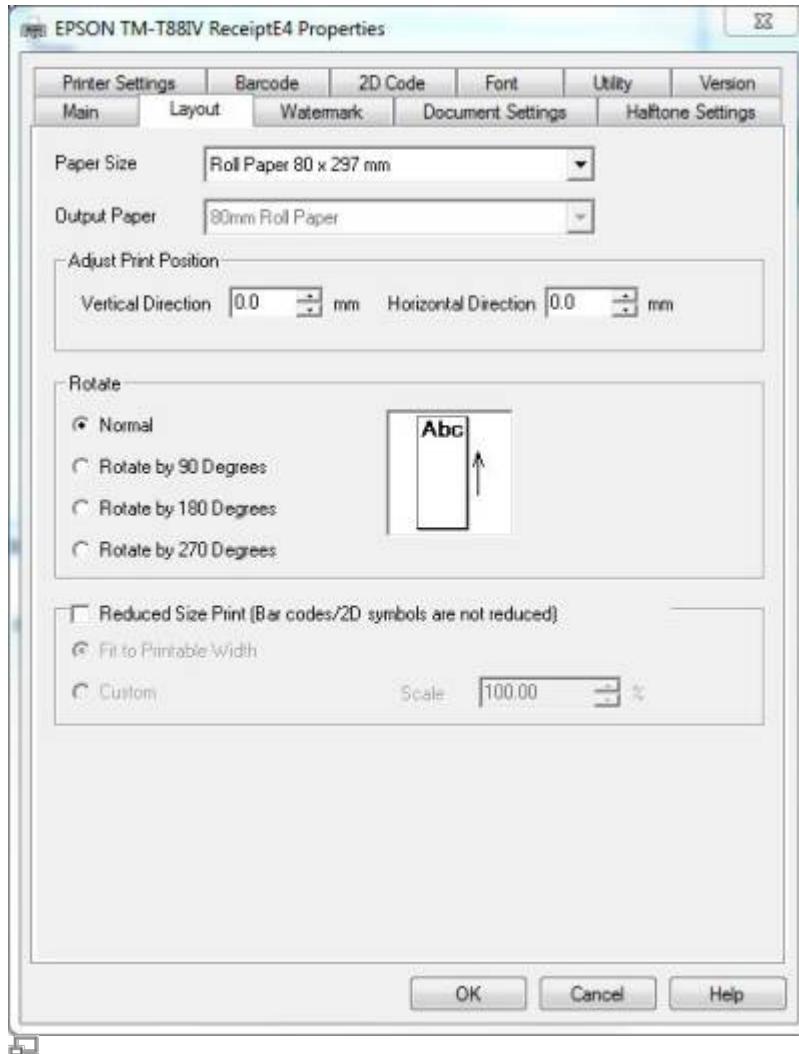 EPSON TM-T88IV ReceiptE4 Properties
Printer Settings Barcode 2D Code Font Utility Version
Main Layout Watermark Document Settings Halftone Settings
Paper Size Roll Paper 80 x 297 mm
Output Paper 80mm Roll Paper
Adjust Print Position
Vertical Direction 0.0 mm Horizontal Direction 0.0 mm
Rotate
Normal
Abc
Rotate by 90 Degrees
Rotate by 180 Degrees
Rotate by 270 Degrees
Reduced Size Print (Bar codes/2D symbols are not reduced)
Fit to Printable Width
Custom Scale 100.00 %
OK Cancel Help